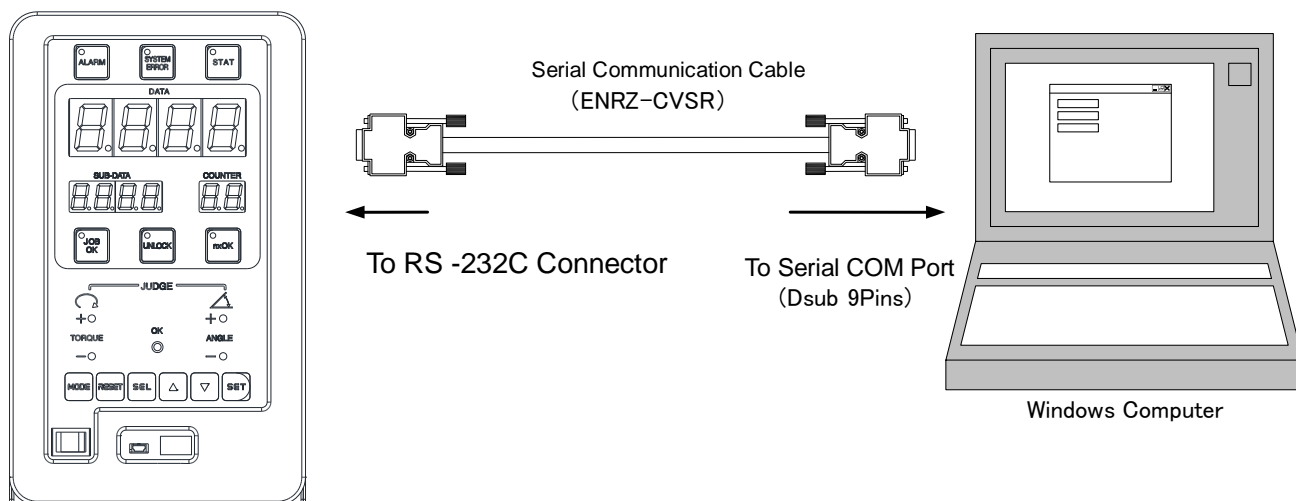 ALARM
SYSTEM
ERROR
STAT
DATA
SUB-DATA
COUNTER
JOB
OK
UNLOCK
nxOK
JUDGE
+
+
TORQUE
OK
ANGLE
−
−
MODE RESET SEL △ ▽ SET
Serial Communication Cable
（ENRZ−CVSR）
To RS -232C Connector
To Serial COM Port
（Dsub 9Pins）
Windows Computer